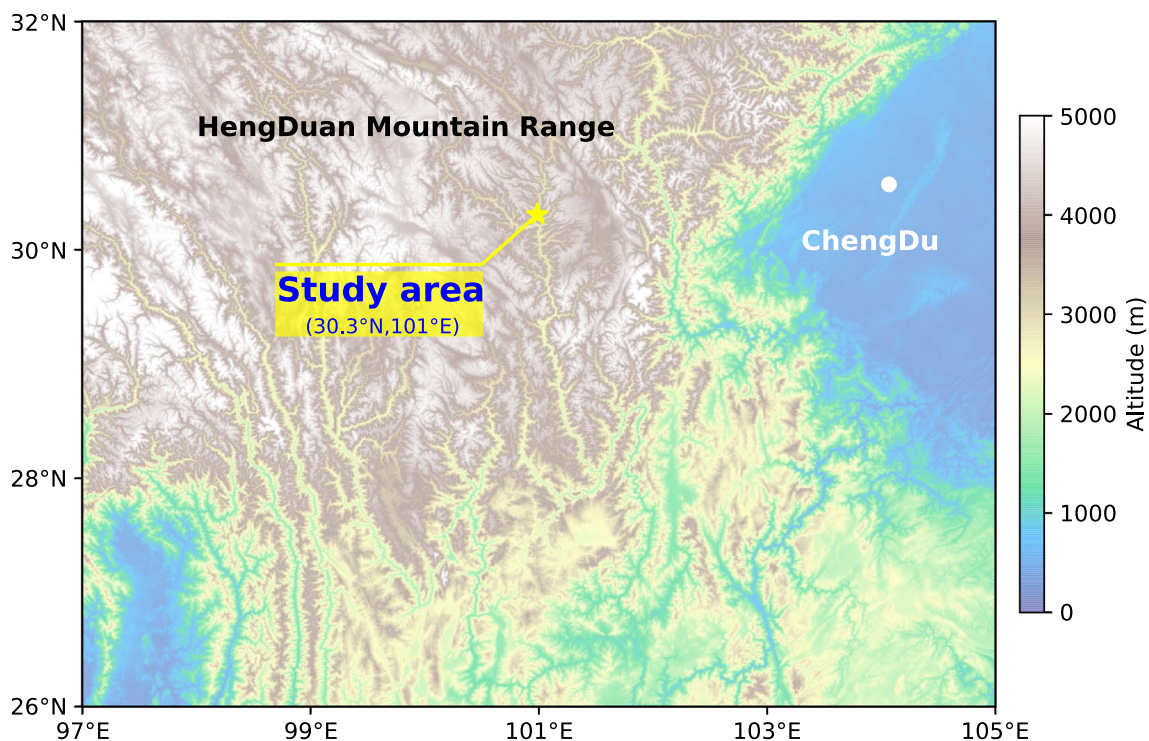 32°N
30°N
28°N
26°N
97°E
99°E
101°E
103°E
105°E
HengDuan Mountain Range
Study area
(30.3°N,101°E)
ChengDu
5000
4000
3000
2000
1000
0
Altitude (m)